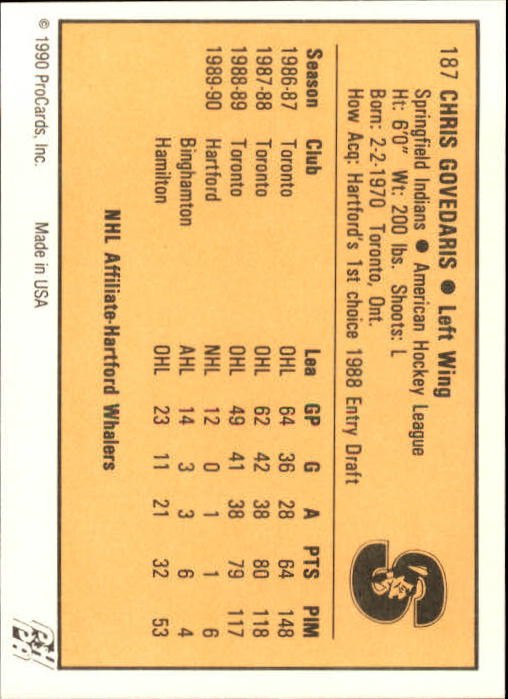 187 CHRIS GOVEDARIS ● Left Wing
Springfield Indians ● American Hockey League
Ht: 6'0" Wt: 200 lbs. Shoots: L
Born: 2-2-1970 Toronto, Ont.
How Acq: Hartford's 1st choice 1988 Entry Draft
Season Club Lea GP G A PTS PIM
1986-87 Toronto OHL 64 36 28 64 148
1987-88 Toronto OHL 62 42 38 80 118
1988-89 Toronto OHL 49 41 38 79 117
1989-90 Hartford NHL 12 0 1 1 6
Binghamton AHL 14 3 3 6 4
Hamilton OHL 23 11 21 32 53
NHL Affiliate-Hartford Whalers
© 1990 ProCards, Inc. Made in USA